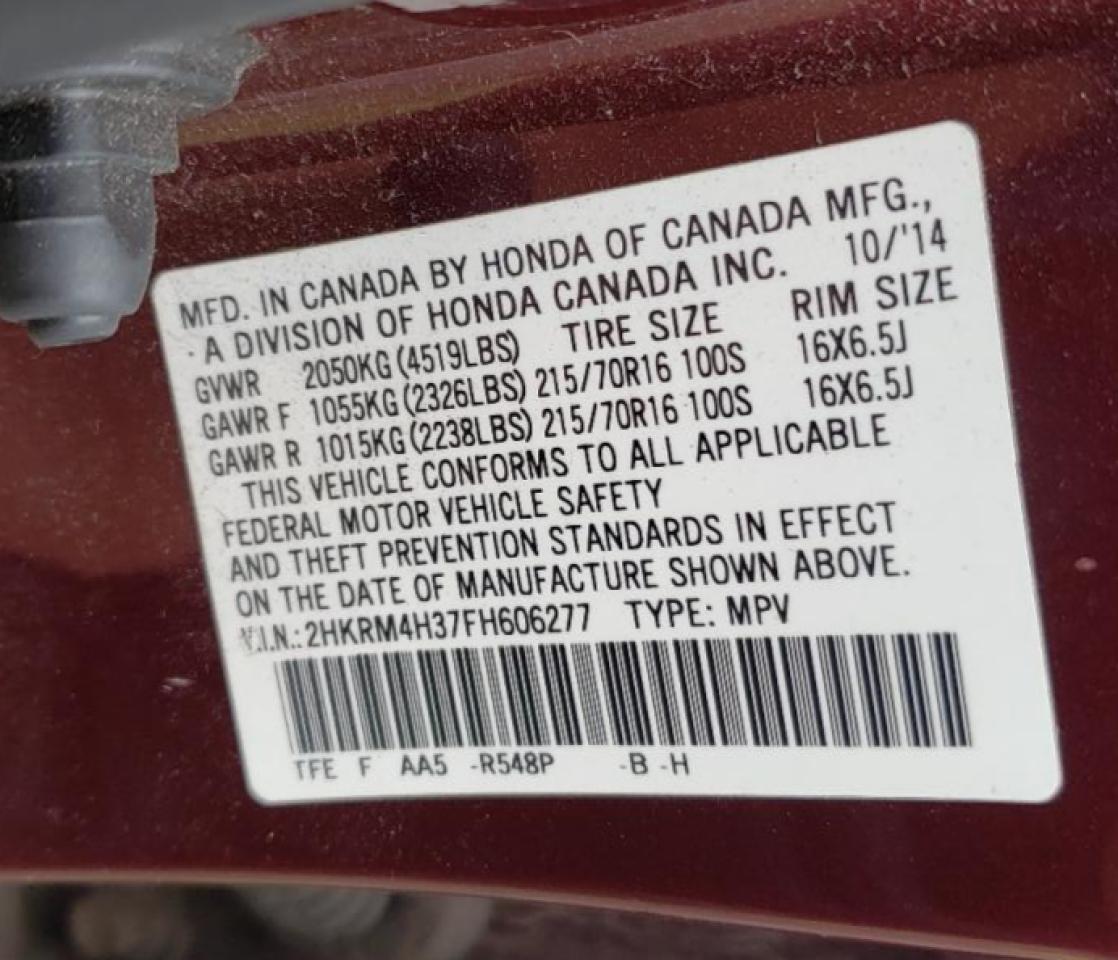 MFD. IN CANADA BY HONDA OF CANADA MFG.,
A DIVISION OF HONDA CANADA INC. 10/'14
GVWR 2050KG (4519LBS) TIRE SIZE RIM SIZE
GAWR F 1055KG (2326LBS) 215/70R16 100S 16X6.5J
GAWR R 1015KG (2238LBS) 215/70R16 100S 16X6.5J
THIS VEHICLE CONFORMS TO ALL APPLICABLE
FEDERAL MOTOR VEHICLE SAFETY
AND THEFT PREVENTION STANDARDS IN EFFECT
ON THE DATE OF MANUFACTURE SHOWN ABOVE.
V.I.N.: 2HKRM4H37FH606277 TYPE: MPV
TFE F AA5 -R548P -B -H